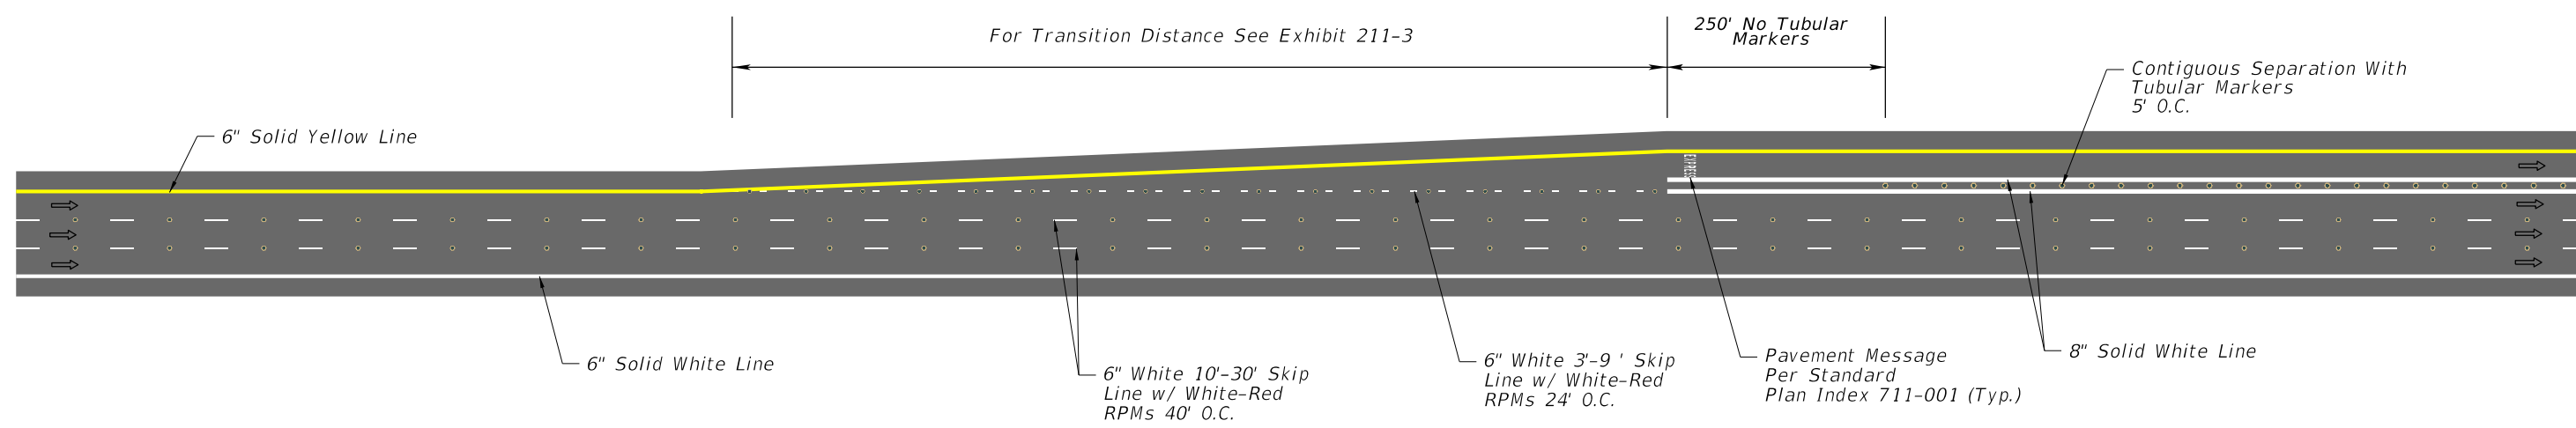 For Transition Distance See Exhibit 211-3
250' No Tubular
Markers
Contiguous Separation With
Tubular Markers
5' O.C.
6" Solid Yellow Line
EXPRESS
6" Solid White Line
6" White 10'-30' Skip
Line w/ White-Red
RPMs 40' O.C.
6" White 3'-9 ' Skip
Line w/ White-Red
RPMs 24' O.C.
Pavement Message
Per Standard
Plan Index 711-001 (Typ.)
8" Solid White Line